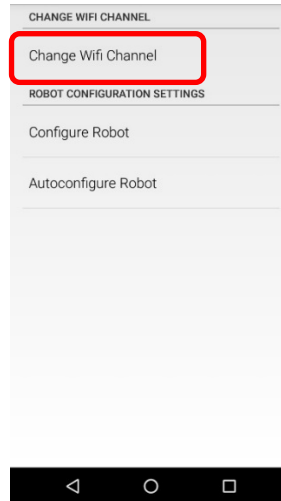 CHANGE WIFI CHANNEL
Change Wifi Channel
ROBOT CONFIGURATION SETTINGS
Configure Robot
Autoconfigure Robot